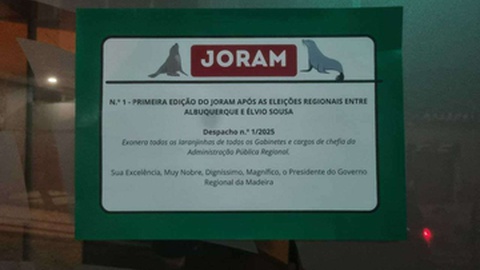 JORAM
N.º 1 - PRIMEIRA EDIÇÃO DO JORAM APÓS AS ELEIÇÕES REGIONAIS ENTRE
ALBUQUERQUE E ÉLVIO SOUSA
Despacho n.º 1/2025
Exonera todos os laranjinhas de todos os Gabinetes e cargos de chefia da
Administração Pública Regional.
Sua Excelência, Muy Nobre, Digníssimo, Magnífico, o Presidente do Governo
Regional da Madeira